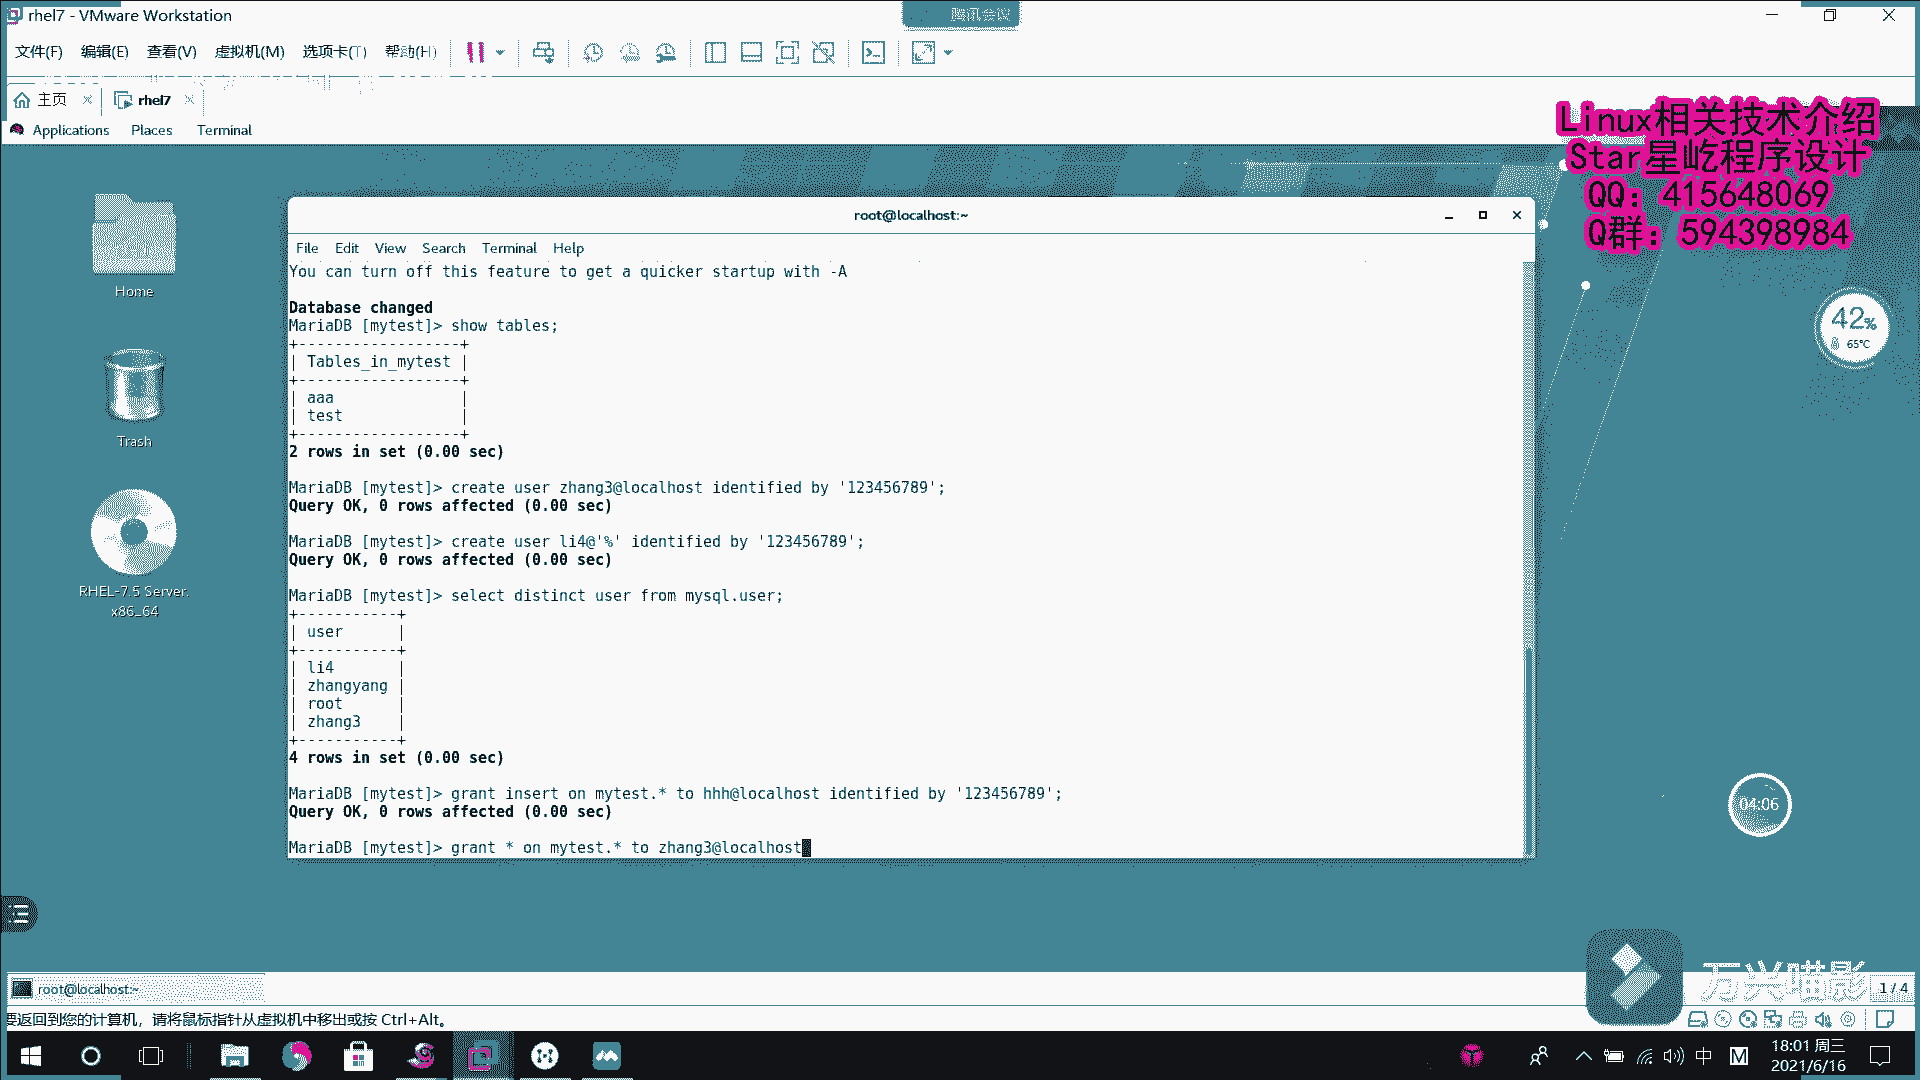 rhel7 - VMware Workstation
腾讯会议
文件(F) 编辑(E) 查看(V) 虚拟机(M) 选项卡(T) 帮助(H)
主页
rhel7
Applications Places Terminal
Linux相关技术介绍
Star星屹程序设计
QQ：415648069
Q群：594398984
Home
Trash
RHEL-7.5 Server.
x86_64
root@localhost:~
File Edit View Search Terminal Help
You can turn off this feature to get a quicker startup with -A
Database changed
MariaDB [mytest]> show tables;
+------------------+
| Tables_in_mytest |
+------------------+
| aaa              |
| test             |
+------------------+
2 rows in set (0.00 sec)
MariaDB [mytest]> create user zhang3@localhost identified by '123456789';
Query OK, 0 rows affected (0.00 sec)
MariaDB [mytest]> create user li4@'%' identified by '123456789';
Query OK, 0 rows affected (0.00 sec)
MariaDB [mytest]> select distinct user from mysql.user;
+-----------+
| user      |
+-----------+
| li4       |
| zhangyang |
| root      |
| zhang3    |
+-----------+
4 rows in set (0.00 sec)
MariaDB [mytest]> grant insert on mytest.* to hhh@localhost identified by '123456789';
Query OK, 0 rows affected (0.00 sec)
MariaDB [mytest]> grant * on mytest.* to zhang3@localhost
42%
65°C
04:06
万兴喵影
root@localhost:~
1 / 4
要返回到您的计算机，请将鼠标指针从虚拟机中移出或按 Ctrl+Alt。
中
M
18:01 周三
2021/6/16